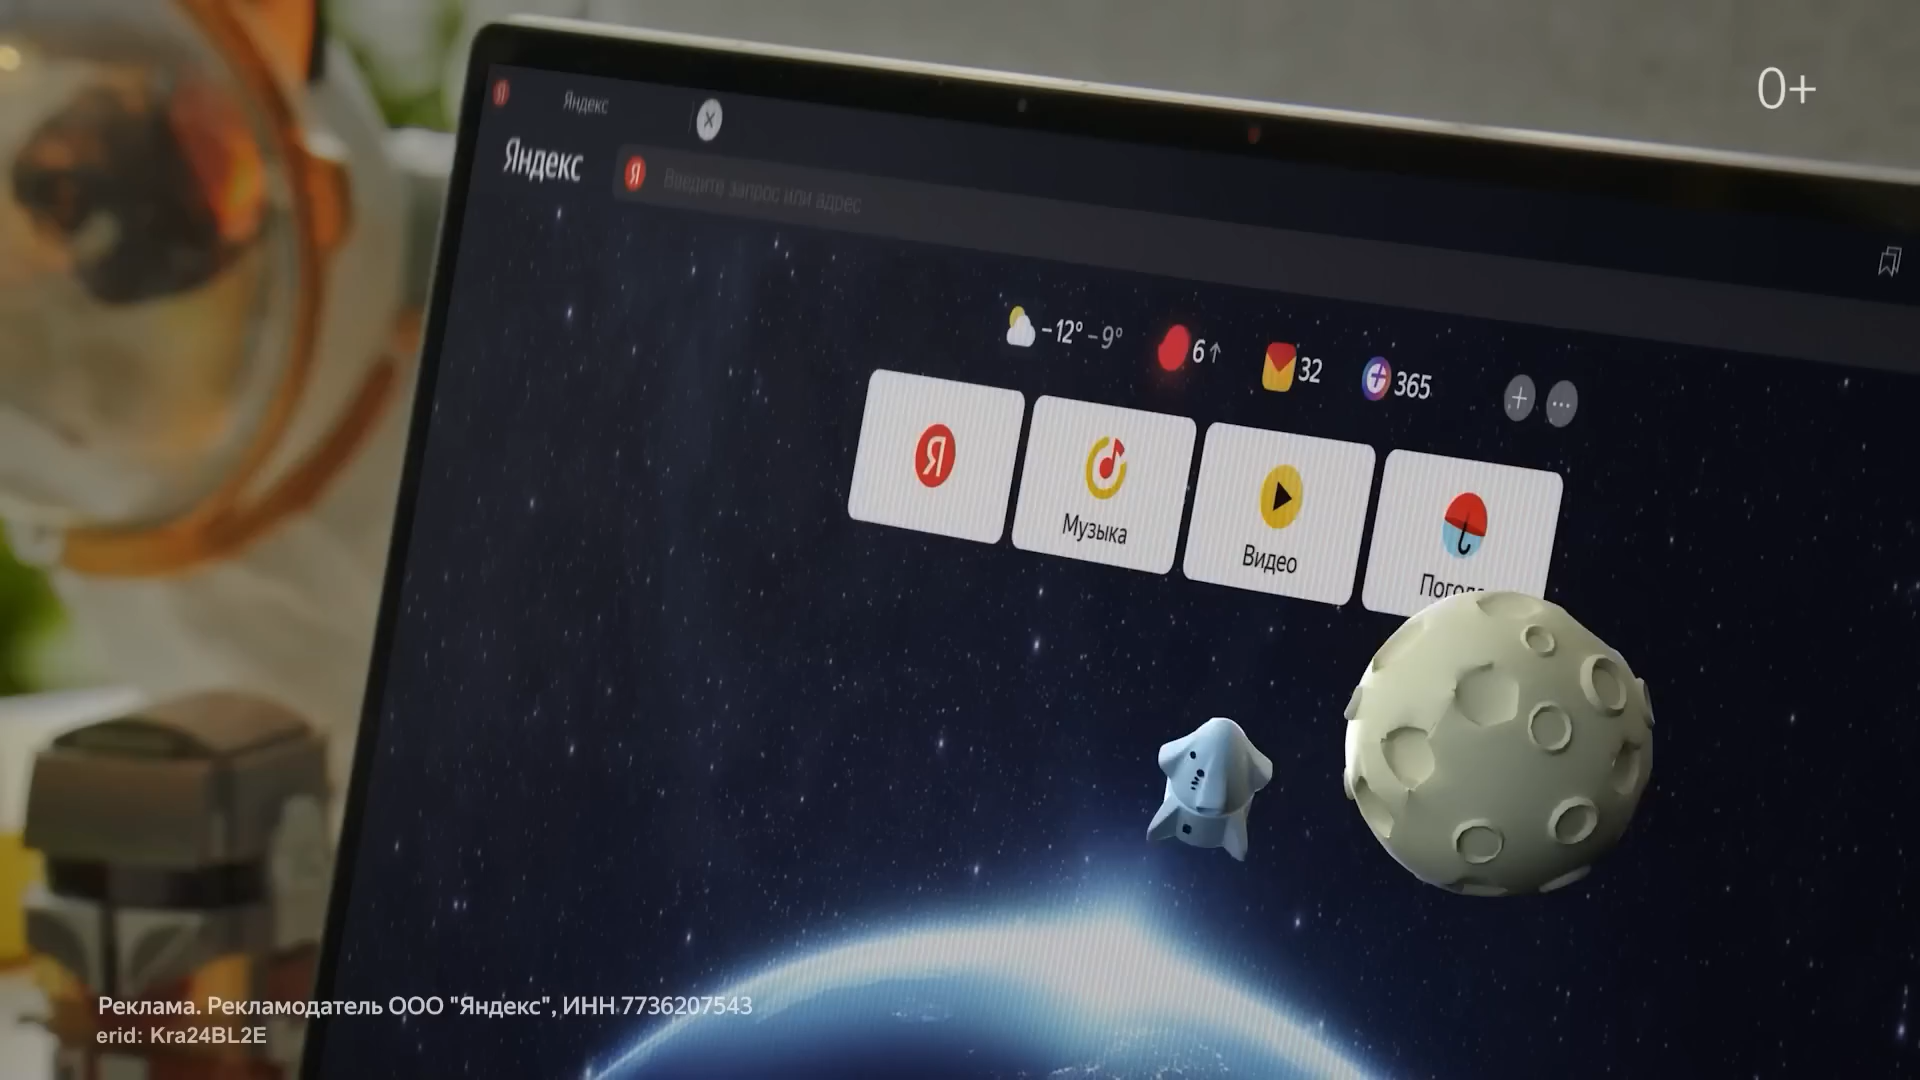 0+
Я Яндекс
Яндекс
Я Введите запрос или адрес
-12° -9° 6↑ 32 365
Я
Музыка
Видео
Реклама. Рекламодатель ООО "Яндекс", ИНН 7736207543
erid: Kra24BL2E